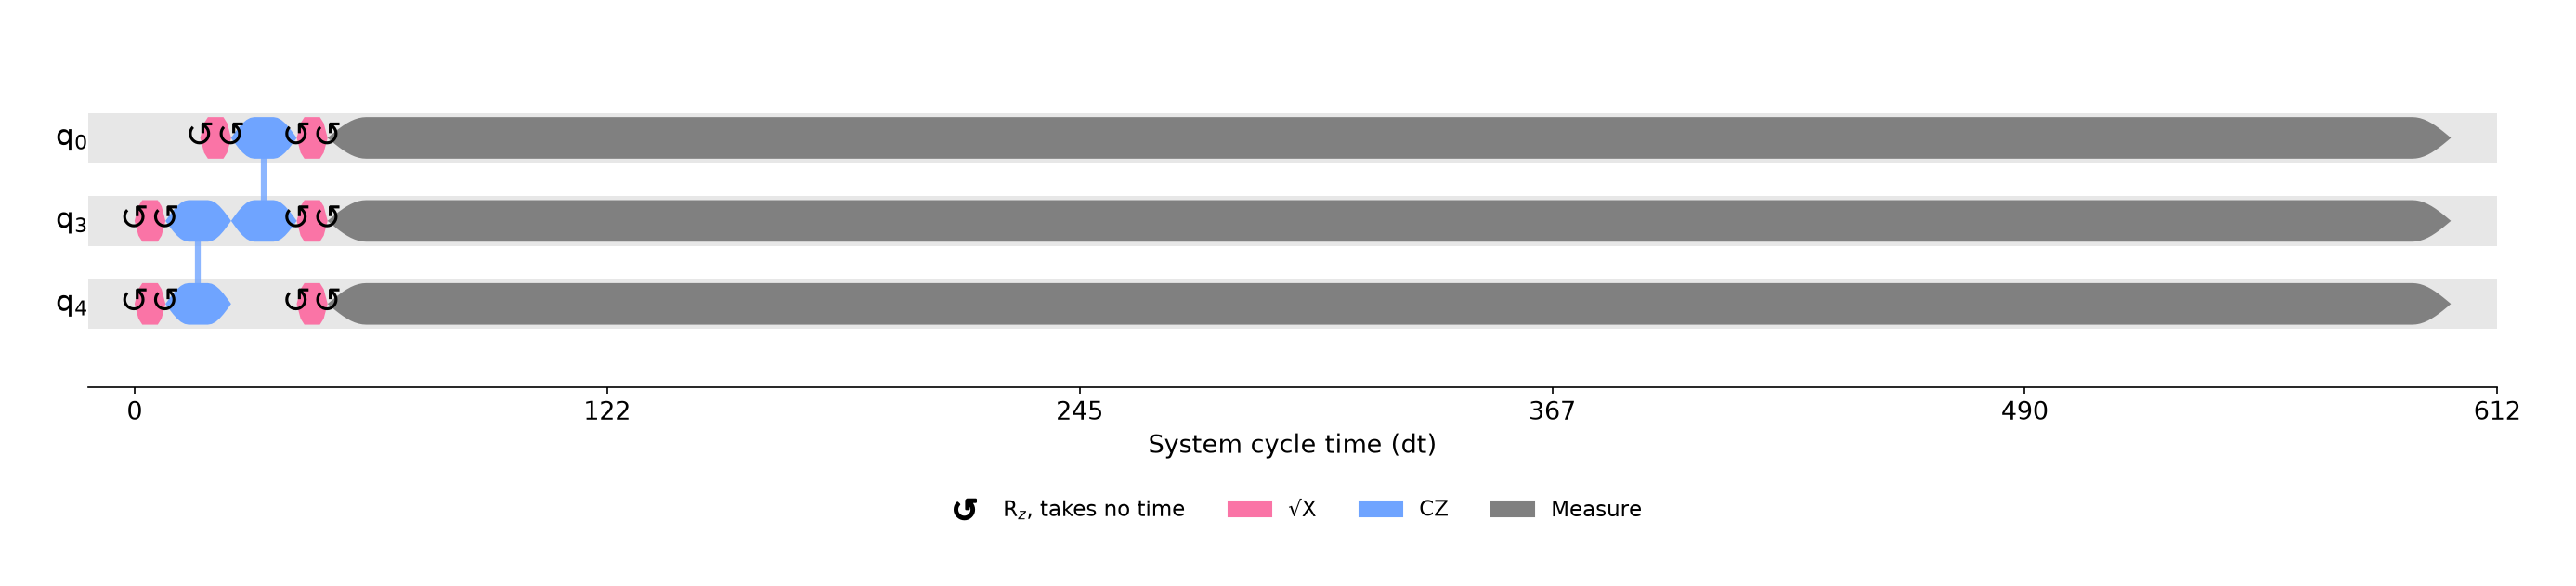 q₀
q₃
q₄
0 122 245 367 490 612
System cycle time (dt)
↺ R𝓏, takes no time √X CZ Measure